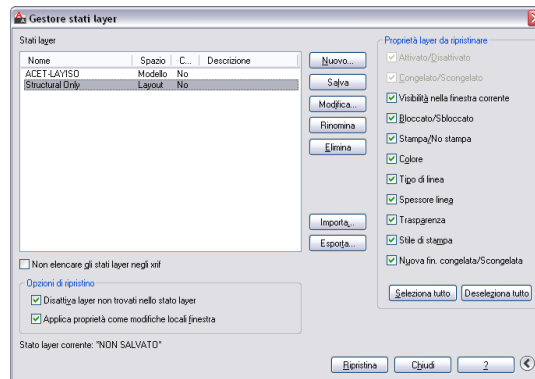 Gestore stati layer
Stati layer
Nome Spazio C... Descrizione
ACET-LAYISO Modello No
Structural Only Layout No
Nuovo...
Salva
Modifica...
Rinomina
Elimina
Importa...
Esporta...
Non elencare gli stati layer negli xrif
Opzioni di ripristino
Disattiva layer non trovati nello stato layer
Applica proprietà come modifiche locali finestra
Stato layer corrente: "NON SALVATO"
Proprietà layer da ripristinare
Attivato/Disattivato
Congelato/Scongelato
Visibilità nella finestra corrente
Bloccato/Sbloccato
Stampa/No stampa
Colore
Tipo di linea
Spessore linea
Trasparenza
Stile di stampa
Nuova fin. congelata/Scongelata
Seleziona tutto Deseleziona tutto
Ripristina Chiudi ?